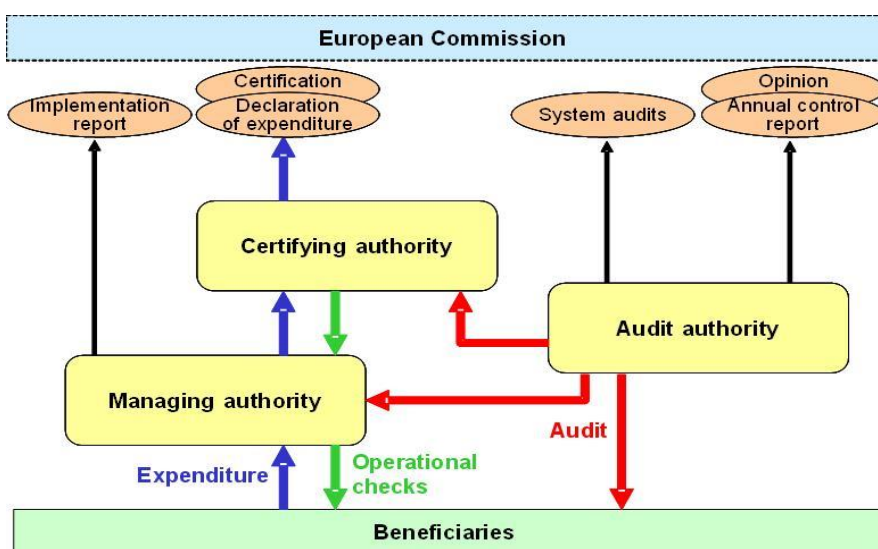 European Commission
Certification
Opinion
Implementation
report
Declaration
of expenditure
System audits
Annual control
report
Certifying authority
Audit authority
Managing authority
Audit
Expenditure
Operational
checks
Beneficiaries